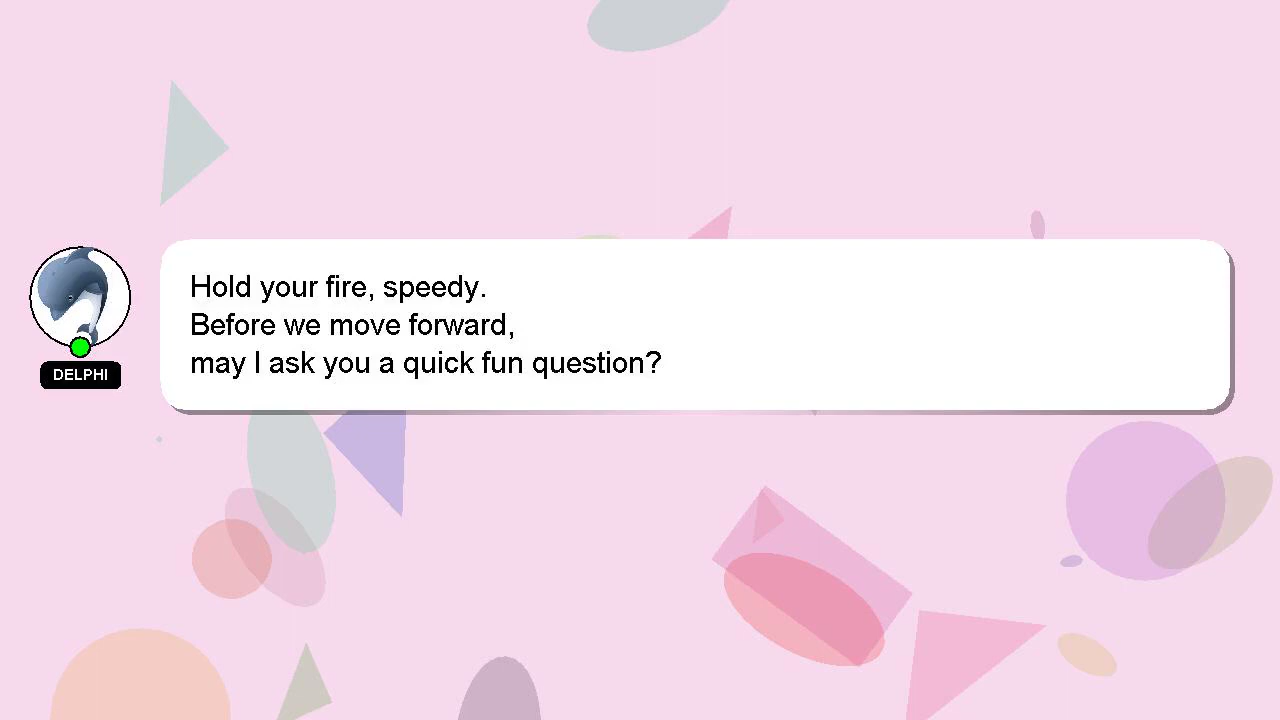 Hold your fire, speedy.
Before we move forward,
may I ask you a quick fun question?
DELPHI